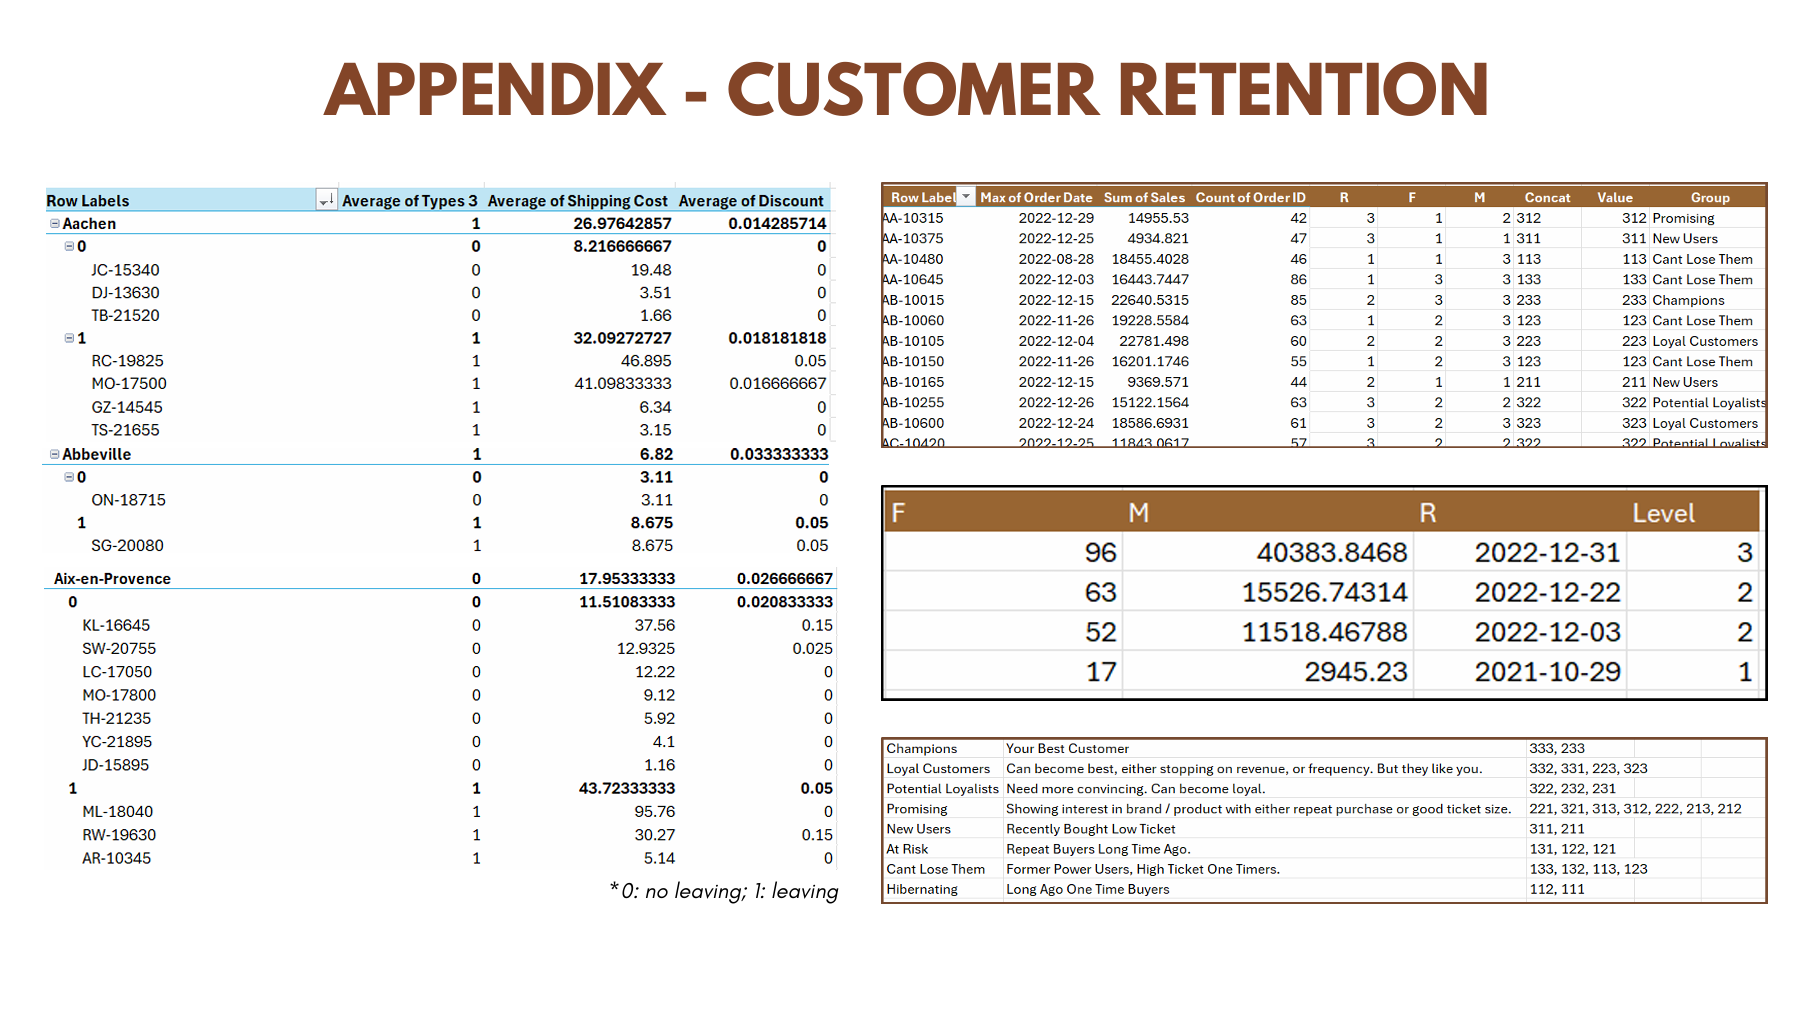 APPENDIX - CUSTOMER RETENTION
Row Labels Average of Types 3 Average of Shipping Cost Average of Discount
Aachen 1 26.97642857 0.014285714
0 0 8.216666667 0
JC-15340 0 19.48 0
DJ-13630 0 3.51 0
TB-21520 0 1.66 0
1 1 32.09272727 0.018181818
RC-19825 1 46.895 0.05
MO-17500 1 41.09833333 0.016666667
GZ-14545 1 6.34 0
TS-21655 1 3.15 0
Abbeville 1 6.82 0.033333333
0 0 3.11 0
ON-18715 0 3.11 0
1 1 8.675 0.05
SG-20080 1 8.675 0.05
Aix-en-Provence 0 17.95333333 0.026666667
0 0 11.51083333 0.020833333
KL-16645 0 37.56 0.15
SW-20755 0 12.9325 0.025
LC-17050 0 12.22 0
MO-17800 0 9.12 0
TH-21235 0 5.92 0
YC-21895 0 4.1 0
JD-15895 0 1.16 0
1 1 43.72333333 0.05
ML-18040 1 95.76 0
RW-19630 1 30.27 0.15
AR-10345 1 5.14 0
*0: no leaving; 1: leaving
Row Label Max of Order Date Sum of Sales Count of Order ID R F M Concat Value Group
AA-10315 2022-12-29 14955.53 42 3 1 2 312 312 Promising
AA-10375 2022-12-25 4934.821 47 3 1 1 311 311 New Users
AA-10480 2022-08-28 18455.4028 46 1 1 3 113 113 Cant Lose Them
AA-10645 2022-12-03 16443.7447 86 1 3 3 133 133 Cant Lose Them
AB-10015 2022-12-15 22640.5315 85 2 3 3 233 233 Champions
AB-10060 2022-11-26 19228.5584 63 1 2 3 123 123 Cant Lose Them
AB-10105 2022-12-04 22781.498 60 2 2 3 223 223 Loyal Customers
AB-10150 2022-11-26 16201.1746 55 1 2 3 123 123 Cant Lose Them
AB-10165 2022-12-15 9369.571 44 2 1 1 211 211 New Users
AB-10255 2022-12-26 15122.1564 63 3 2 2 322 322 Potential Loyalists
AB-10600 2022-12-24 18586.6931 61 3 2 3 323 323 Loyal Customers
AC-10420 2022-12-25 11843.0617 57 3 2 2 322 322 Potential Loyalists
F M R Level
96 40383.8468 2022-12-31 3
63 15526.74314 2022-12-22 2
52 11518.46788 2022-12-03 2
17 2945.23 2021-10-29 1
Champions Your Best Customer 333, 233
Loyal Customers Can become best, either stopping on revenue, or frequency. But they like you. 332, 331, 223, 323
Potential Loyalists Need more convincing. Can become loyal. 322, 232, 231
Promising Showing interest in brand / product with either repeat purchase or good ticket size. 221, 321, 313, 312, 222, 213, 212
New Users Recently Bought Low Ticket 311, 211
At Risk Repeat Buyers Long Time Ago. 131, 122, 121
Cant Lose Them Former Power Users, High Ticket One Timers. 133, 132, 113, 123
Hibernating Long Ago One Time Buyers 112, 111